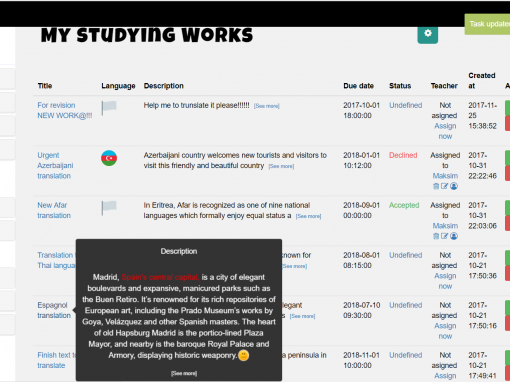 Task updated
My Studying Works
Title Language Description Due date Status Teacher Created at
For revision NEW WORK@!!! Help me to trunslate it please!!!!!! [See more] 2017-10-01 18:00:00 Undefined Not asigned Assign now 2017-11-25 15:38:52
Urgent Azerbaijani translation Azerbaijani country welcomes new tourists and visitors to visit this friendly and beautiful country [See more] 2018-01-01 10:12:00 Declined Assigned to Maksim 2017-10-31 22:22:46
New Afar translation In Eritrea, Afar is recognized as one of nine national languages which formally enjoy equal status a [See more] 2018-09-01 00:00:00 Accepted Assigned to Maksim 2017-10-31 22:03:06
Translation Thai langua known for [See more] 2018-08-01 08:15:00 Undefined Not asigned Assign now 2017-10-21 17:50:36
Espagnol translation elegant [See more] 2018-07-10 09:30:00 Undefined Not asigned Assign now 2017-10-21 17:50:16
Finish text to translate a peninsula in 2018-11-01 10:00:00 Undefined Not asigned Assign 2017-10-21 17:49:41
Description
Madrid, Spain's central capital, is a city of elegant
boulevards and expansive, manicured parks such as
the Buen Retiro. It's renowned for its rich repositories of
European art, including the Prado Museum's works by
Goya, Velázquez and other Spanish masters. The heart
of old Hapsburg Madrid is the portico-lined Plaza
Mayor, and nearby is the baroque Royal Palace and
Armory, displaying historic weaponry.
[See more]